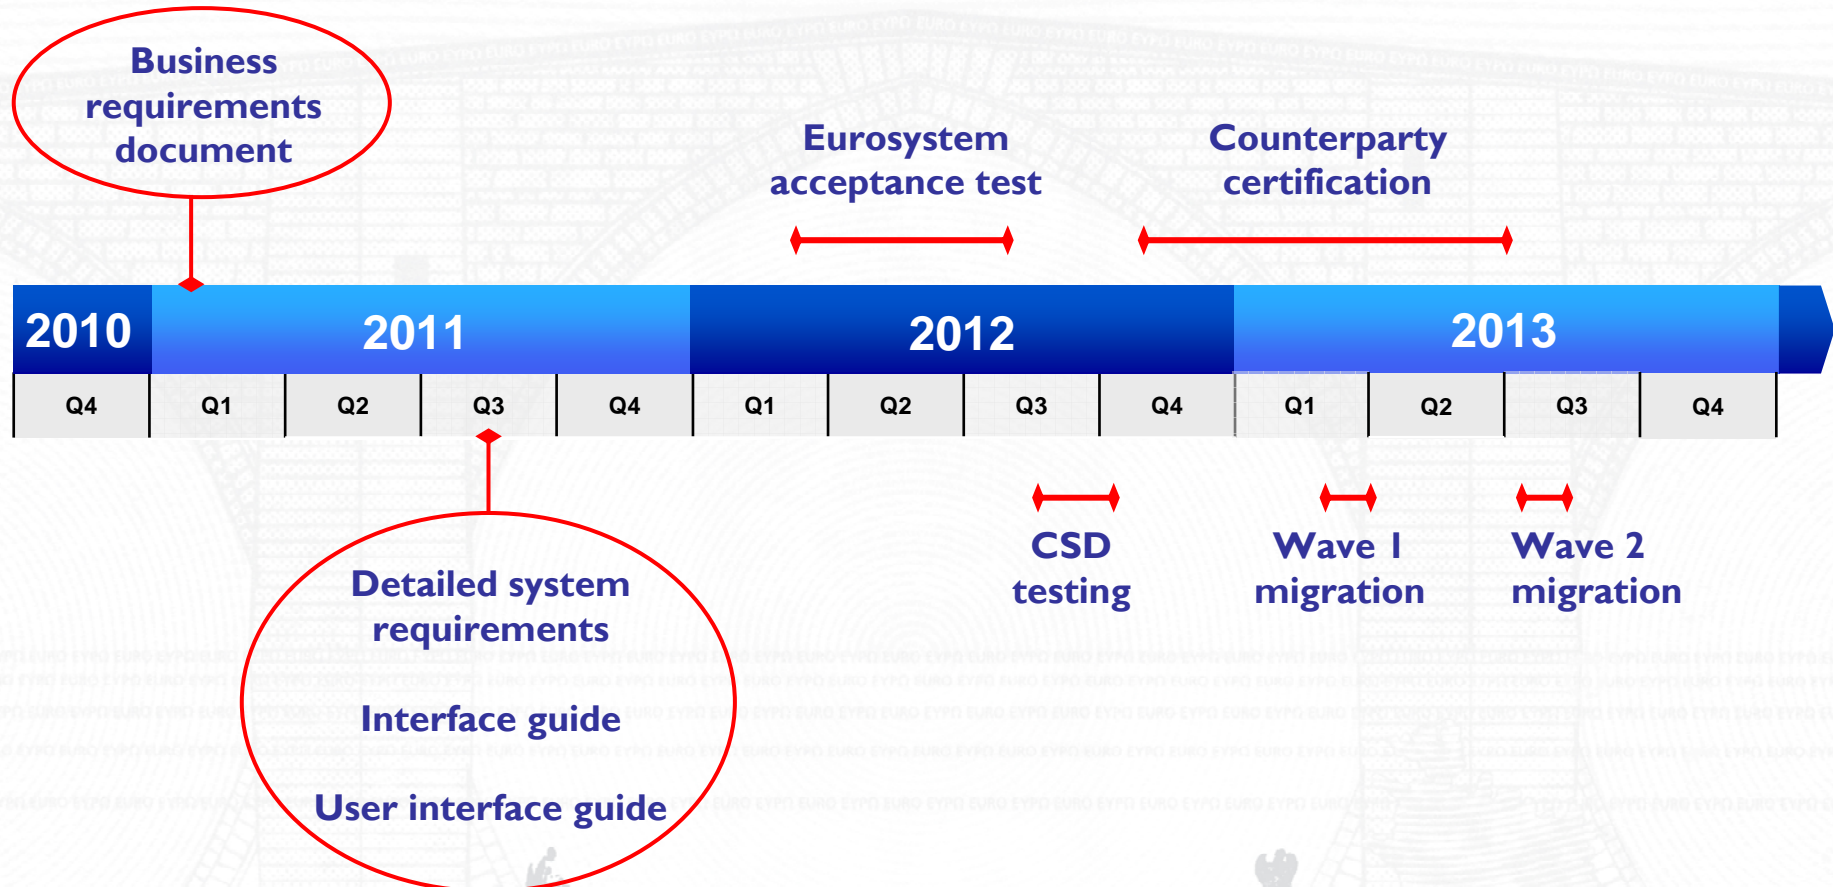 Business
requirements
document
Eurosystem
acceptance test
Counterparty
certification
2010
2011
2012
2013
Q4
Q1
Q2
Q3
Q4
Q1
Q2
Q3
Q4
Q1
Q2
Q3
Q4
CSD
testing
Wave 1
migration
Wave 2
migration
Detailed system
requirements
Interface guide
User interface guide